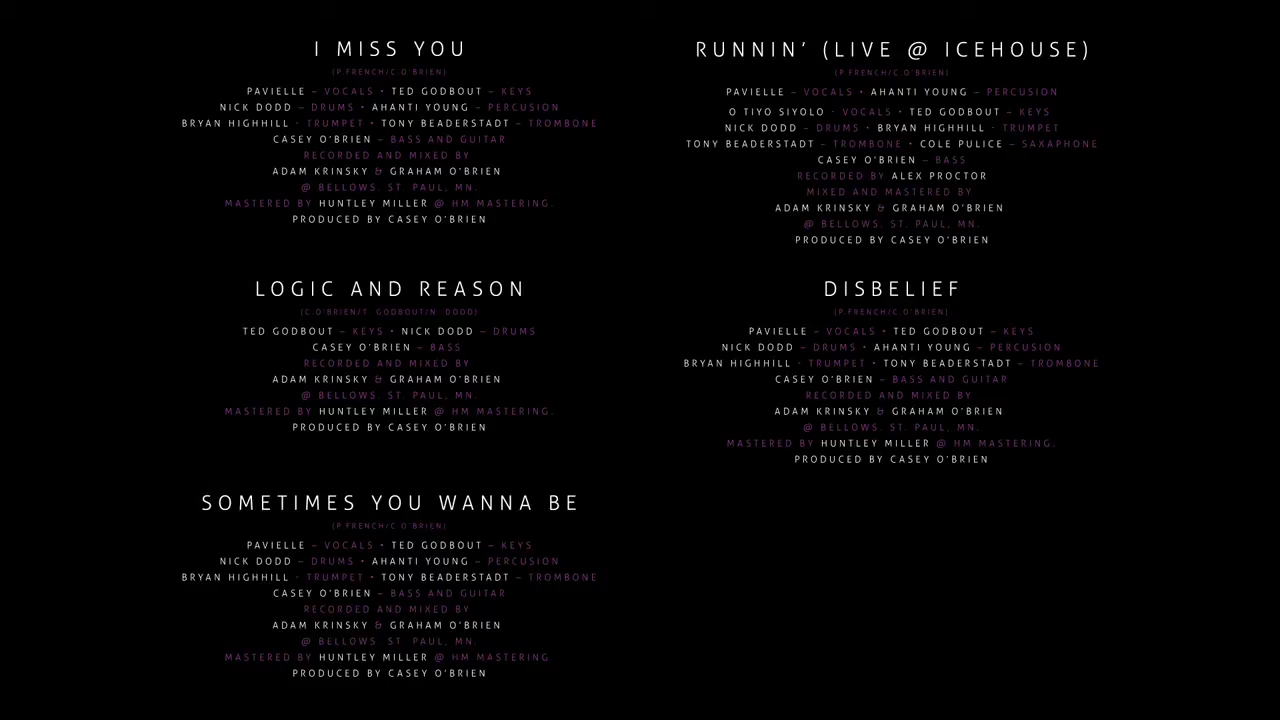 I MISS YOU
(P.FRENCH/C.O'BRIEN)
PAVIELLE – VOCALS • TED GODBOUT – KEYS
NICK DODD – DRUMS • AHANTI YOUNG – PERCUSION
BRYAN HIGHHILL - TRUMPET • TONY BEADERSTADT – TROMBONE
CASEY O'BRIEN – BASS AND GUITAR
RECORDED AND MIXED BY
ADAM KRINSKY & GRAHAM O'BRIEN
@ BELLOWS. ST. PAUL, MN.
MASTERED BY HUNTLEY MILLER @ HM MASTERING.
PRODUCED BY CASEY O'BRIEN
LOGIC AND REASON
(C.O'BRIEN/T. GODBOUT/N. DODD)
TED GODBOUT – KEYS • NICK DODD – DRUMS
CASEY O'BRIEN – BASS
RECORDED AND MIXED BY
ADAM KRINSKY & GRAHAM O'BRIEN
@ BELLOWS. ST. PAUL, MN.
MASTERED BY HUNTLEY MILLER @ HM MASTERING.
PRODUCED BY CASEY O'BRIEN
SOMETIMES YOU WANNA BE
(P.FRENCH/C.O'BRIEN)
PAVIELLE – VOCALS • TED GODBOUT – KEYS
NICK DODD – DRUMS • AHANTI YOUNG – PERCUSION
BRYAN HIGHHILL - TRUMPET • TONY BEADERSTADT – TROMBONE
CASEY O'BRIEN – BASS AND GUITAR
RECORDED AND MIXED BY
ADAM KRINSKY & GRAHAM O'BRIEN
@ BELLOWS. ST. PAUL, MN.
MASTERED BY HUNTLEY MILLER @ HM MASTERING
PRODUCED BY CASEY O'BRIEN
RUNNIN' (LIVE @ ICEHOUSE)
(P.FRENCH/C.O'BRIEN)
PAVIELLE – VOCALS • AHANTI YOUNG – PERCUSION
O TIYO SIYOLO - VOCALS • TED GODBOUT – KEYS
NICK DODD – DRUMS • BRYAN HIGHHILL - TRUMPET
TONY BEADERSTADT – TROMBONE • COLE PULICE – SAXAPHONE
CASEY O'BRIEN – BASS
RECORDED BY ALEX PROCTOR
MIXED AND MASTERED BY
ADAM KRINSKY & GRAHAM O'BRIEN
@ BELLOWS. ST. PAUL, MN.
PRODUCED BY CASEY O'BRIEN
DISBELIEF
(P.FRENCH/C.O'BRIEN)
PAVIELLE – VOCALS • TED GODBOUT – KEYS
NICK DODD – DRUMS • AHANTI YOUNG – PERCUSION
BRYAN HIGHHILL - TRUMPET • TONY BEADERSTADT – TROMBONE
CASEY O'BRIEN – BASS AND GUITAR
RECORDED AND MIXED BY
ADAM KRINSKY & GRAHAM O'BRIEN
@ BELLOWS. ST. PAUL, MN.
MASTERED BY HUNTLEY MILLER @ HM MASTERING.
PRODUCED BY CASEY O'BRIEN